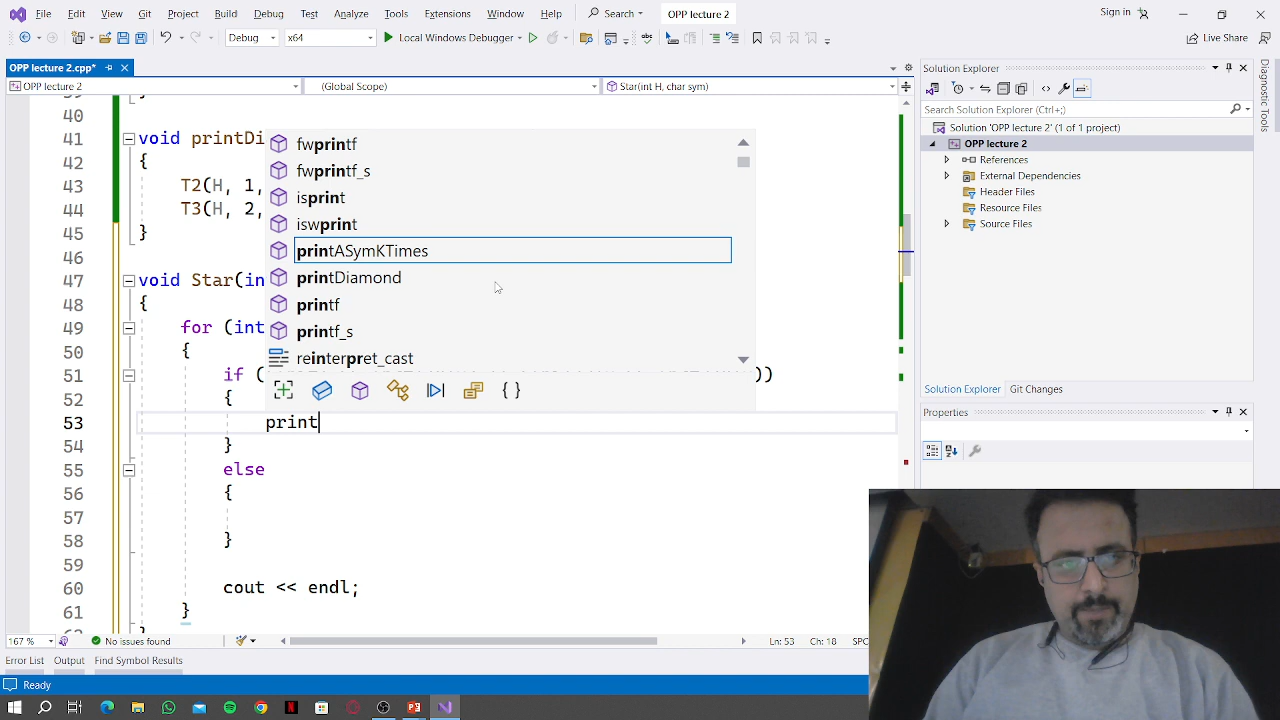 File Edit View Git Project Build Debug Test Analyze Tools Extensions Window Help Search OPP lecture 2 Sign in
Debug x64 Local Windows Debugger Live Share
OPP lecture 2.cpp*
OPP lecture 2 (Global Scope) Star(int H, char sym)
40
41 void printDi
42 {
43 T2(H, 1,
44 T3(H, 2,
45 }
46
47 void Star(in
48 {
49 for (int
50 {
51 if ( ))
52 {
53 print
54 }
55 else
56 {
57
58 }
59
60 cout << endl;
61 }
fwprintf
fwprintf_s
isprint
iswprint
printASymKTimes
printDiamond
printf
printf_s
reinterpret_cast
167 % No issues found Ln: 53 Ch: 18 SPC
Error List Output Find Symbol Results
Ready
Solution Explorer
Search Solution Explorer (Ctrl+;)
Solution 'OPP lecture 2' (1 of 1 project)
OPP lecture 2
References
External Dependencies
Header Files
Resource Files
Source Files
Solution Explorer Git Changes
Properties
Diagnostic Tools